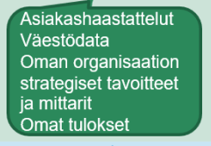 Asiakashaastattelut
Väestödata
Oman organisaation
strategiset tavoitteet
ja mittarit
Omat tulokset